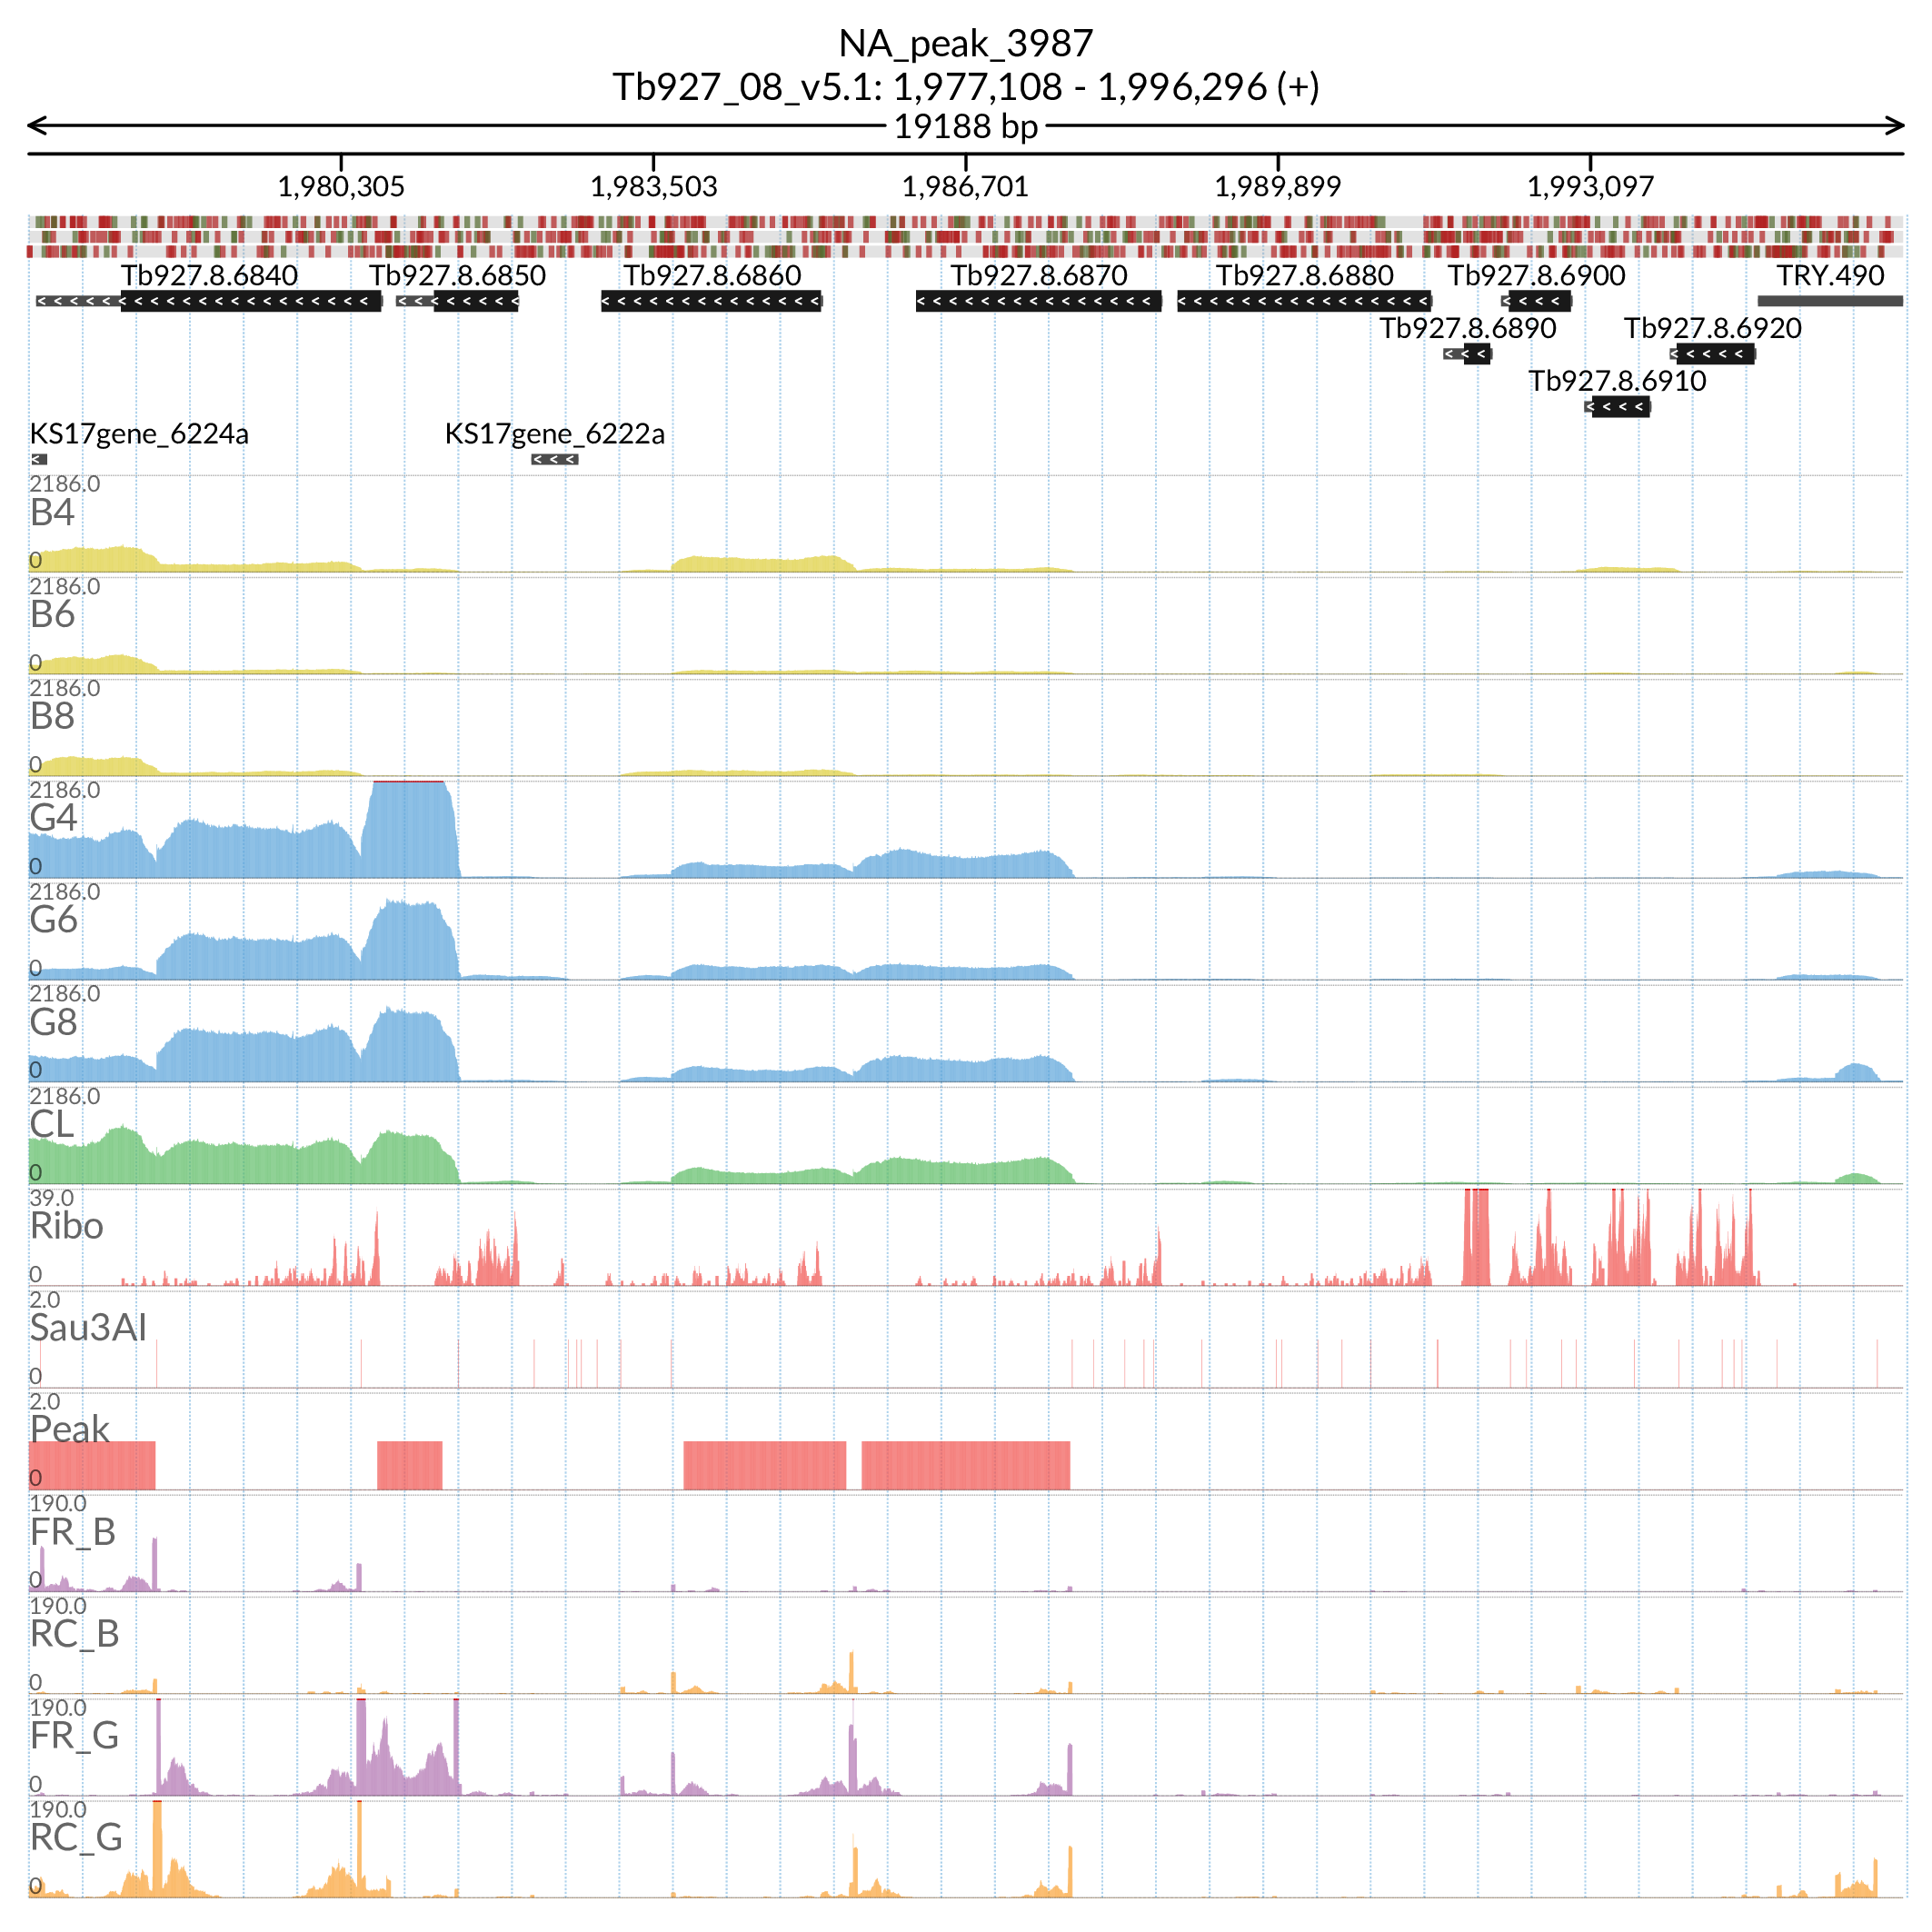 NA_peak_3987
Tb927_08_v5.1: 1,977,108 - 1,996,296 (+)
19188 bp
1,980,305 1,983,503 1,986,701 1,989,899 1,993,097
Tb927.8.6840 Tb927.8.6850 Tb927.8.6860 Tb927.8.6870 Tb927.8.6880 Tb927.8.6900 TRY.490
Tb927.8.6890 Tb927.8.6920
Tb927.8.6910
KS17gene_6224a KS17gene_6222a
2186.0
B4
0
2186.0
B6
0
2186.0
B8
0
2186.0
G4
0
2186.0
G6
0
2186.0
G8
0
2186.0
CL
0
39.0
Ribo
0
2.0
Sau3AI
0
2.0
Peak
0
190.0
FR_B
0
190.0
RC_B
0
190.0
FR_G
0
190.0
RC_G
0